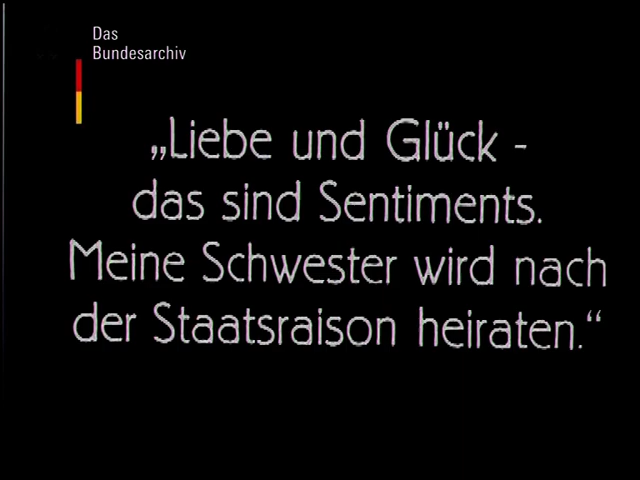 Das
Bundesarchiv
„Liebe und Glück -
das sind Sentiments.
Meine Schwester wird nach
der Staatsraison heiraten.“